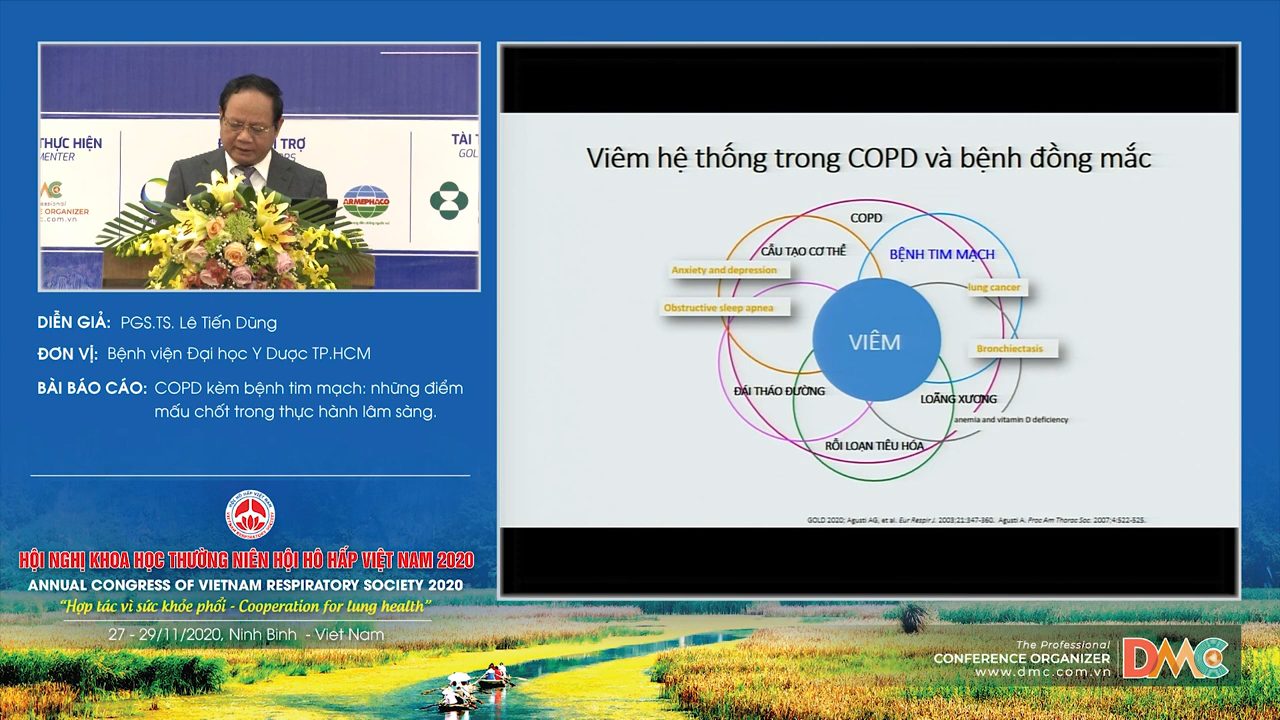 THỰC HIỆN
MENTER
TRỢ
TÀI T
GOL
ARMEPHACO
E ORGANIZER
mc.com.vn
DIỄN GIẢ: PGS.TS. Lê Tiến Dũng
ĐƠN VỊ: Bệnh viện Đại học Y Dược TP.HCM
BÀI BÁO CÁO: COPD kèm bệnh tim mạch: những điểm
mấu chốt trong thực hành lâm sàng.
HỘI HÔ HẤP VIỆT NAM
HỘI NGHỊ KHOA HỌC THƯỜNG NIÊN HỘI HÔ HẤP VIỆT NAM 2020
ANNUAL CONGRESS OF VIETNAM RESPIRATORY SOCIETY 2020
“Hợp tác vì sức khỏe phổi - Cooperation for lung health”
27 - 29/11/2020, Ninh Bình - Việt Nam
Viêm hệ thống trong COPD và bệnh đồng mắc
COPD
CẤU TẠO CƠ THỂ
BỆNH TIM MẠCH
Anxiety and depression
lung cancer
Obstructive sleep apnea
VIÊM
Bronchiectasis
ĐÁI THÁO ĐƯỜNG
LOÃNG XƯƠNG
anemia and vitamin D deficiency
RỐI LOẠN TIÊU HÓA
GOLD 2020; Agusti AG, et al. Eur Respir J. 2003;21:347-360. Agusti A. Proc Am Thorac Soc. 2007;4:522-525.
The Professional
CONFERENCE ORGANIZER
www.dmc.com.vn
DMC